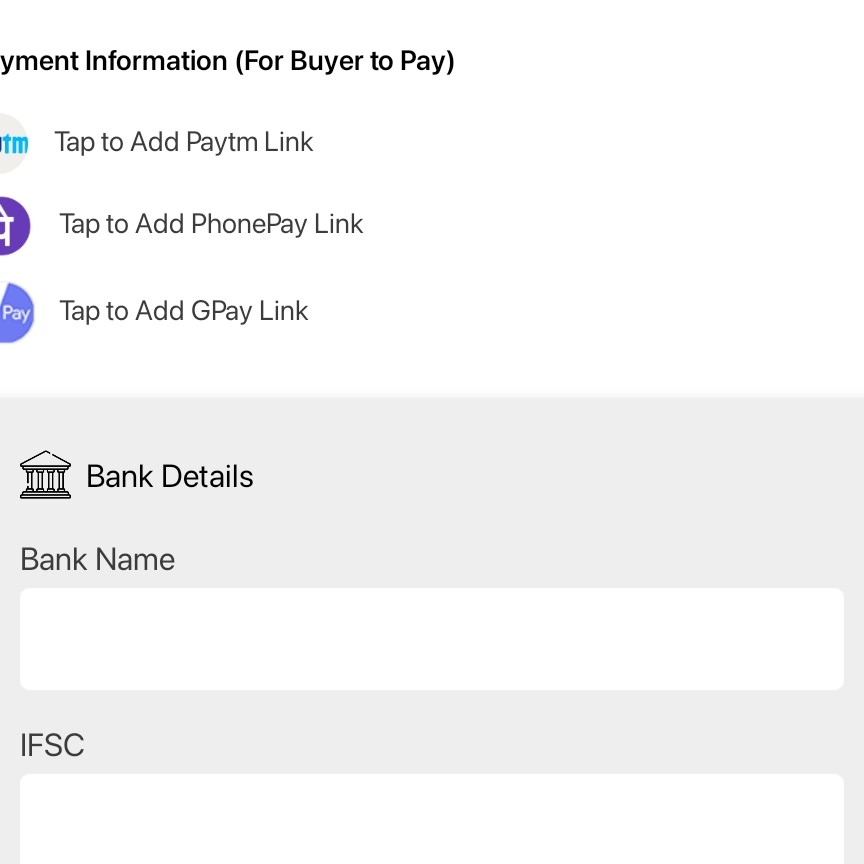 yment Information (For Buyer to Pay)
tm
Tap to Add Paytm Link
पे
Tap to Add PhonePay Link
Pay
Tap to Add GPay Link
Bank Details
Bank Name
IFSC